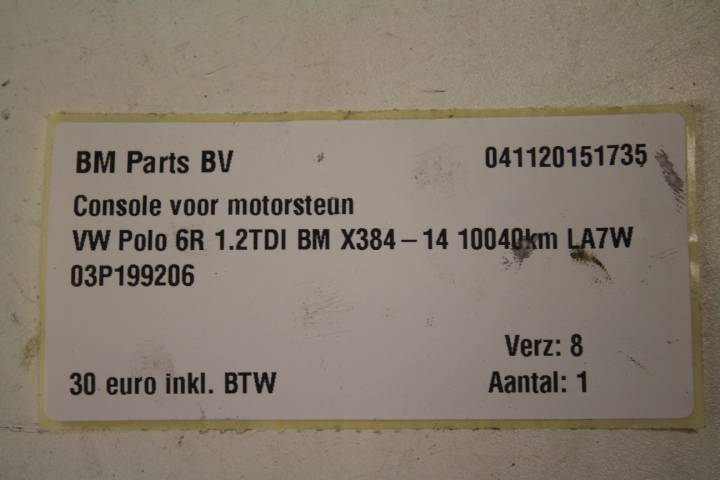 BM Parts BV 041120151735
Console voor motorsteun
VW Polo 6R 1.2TDI BM X384-14 10040km LA7W
03P199206
Verz: 8
30 euro inkl. BTW Aantal: 1